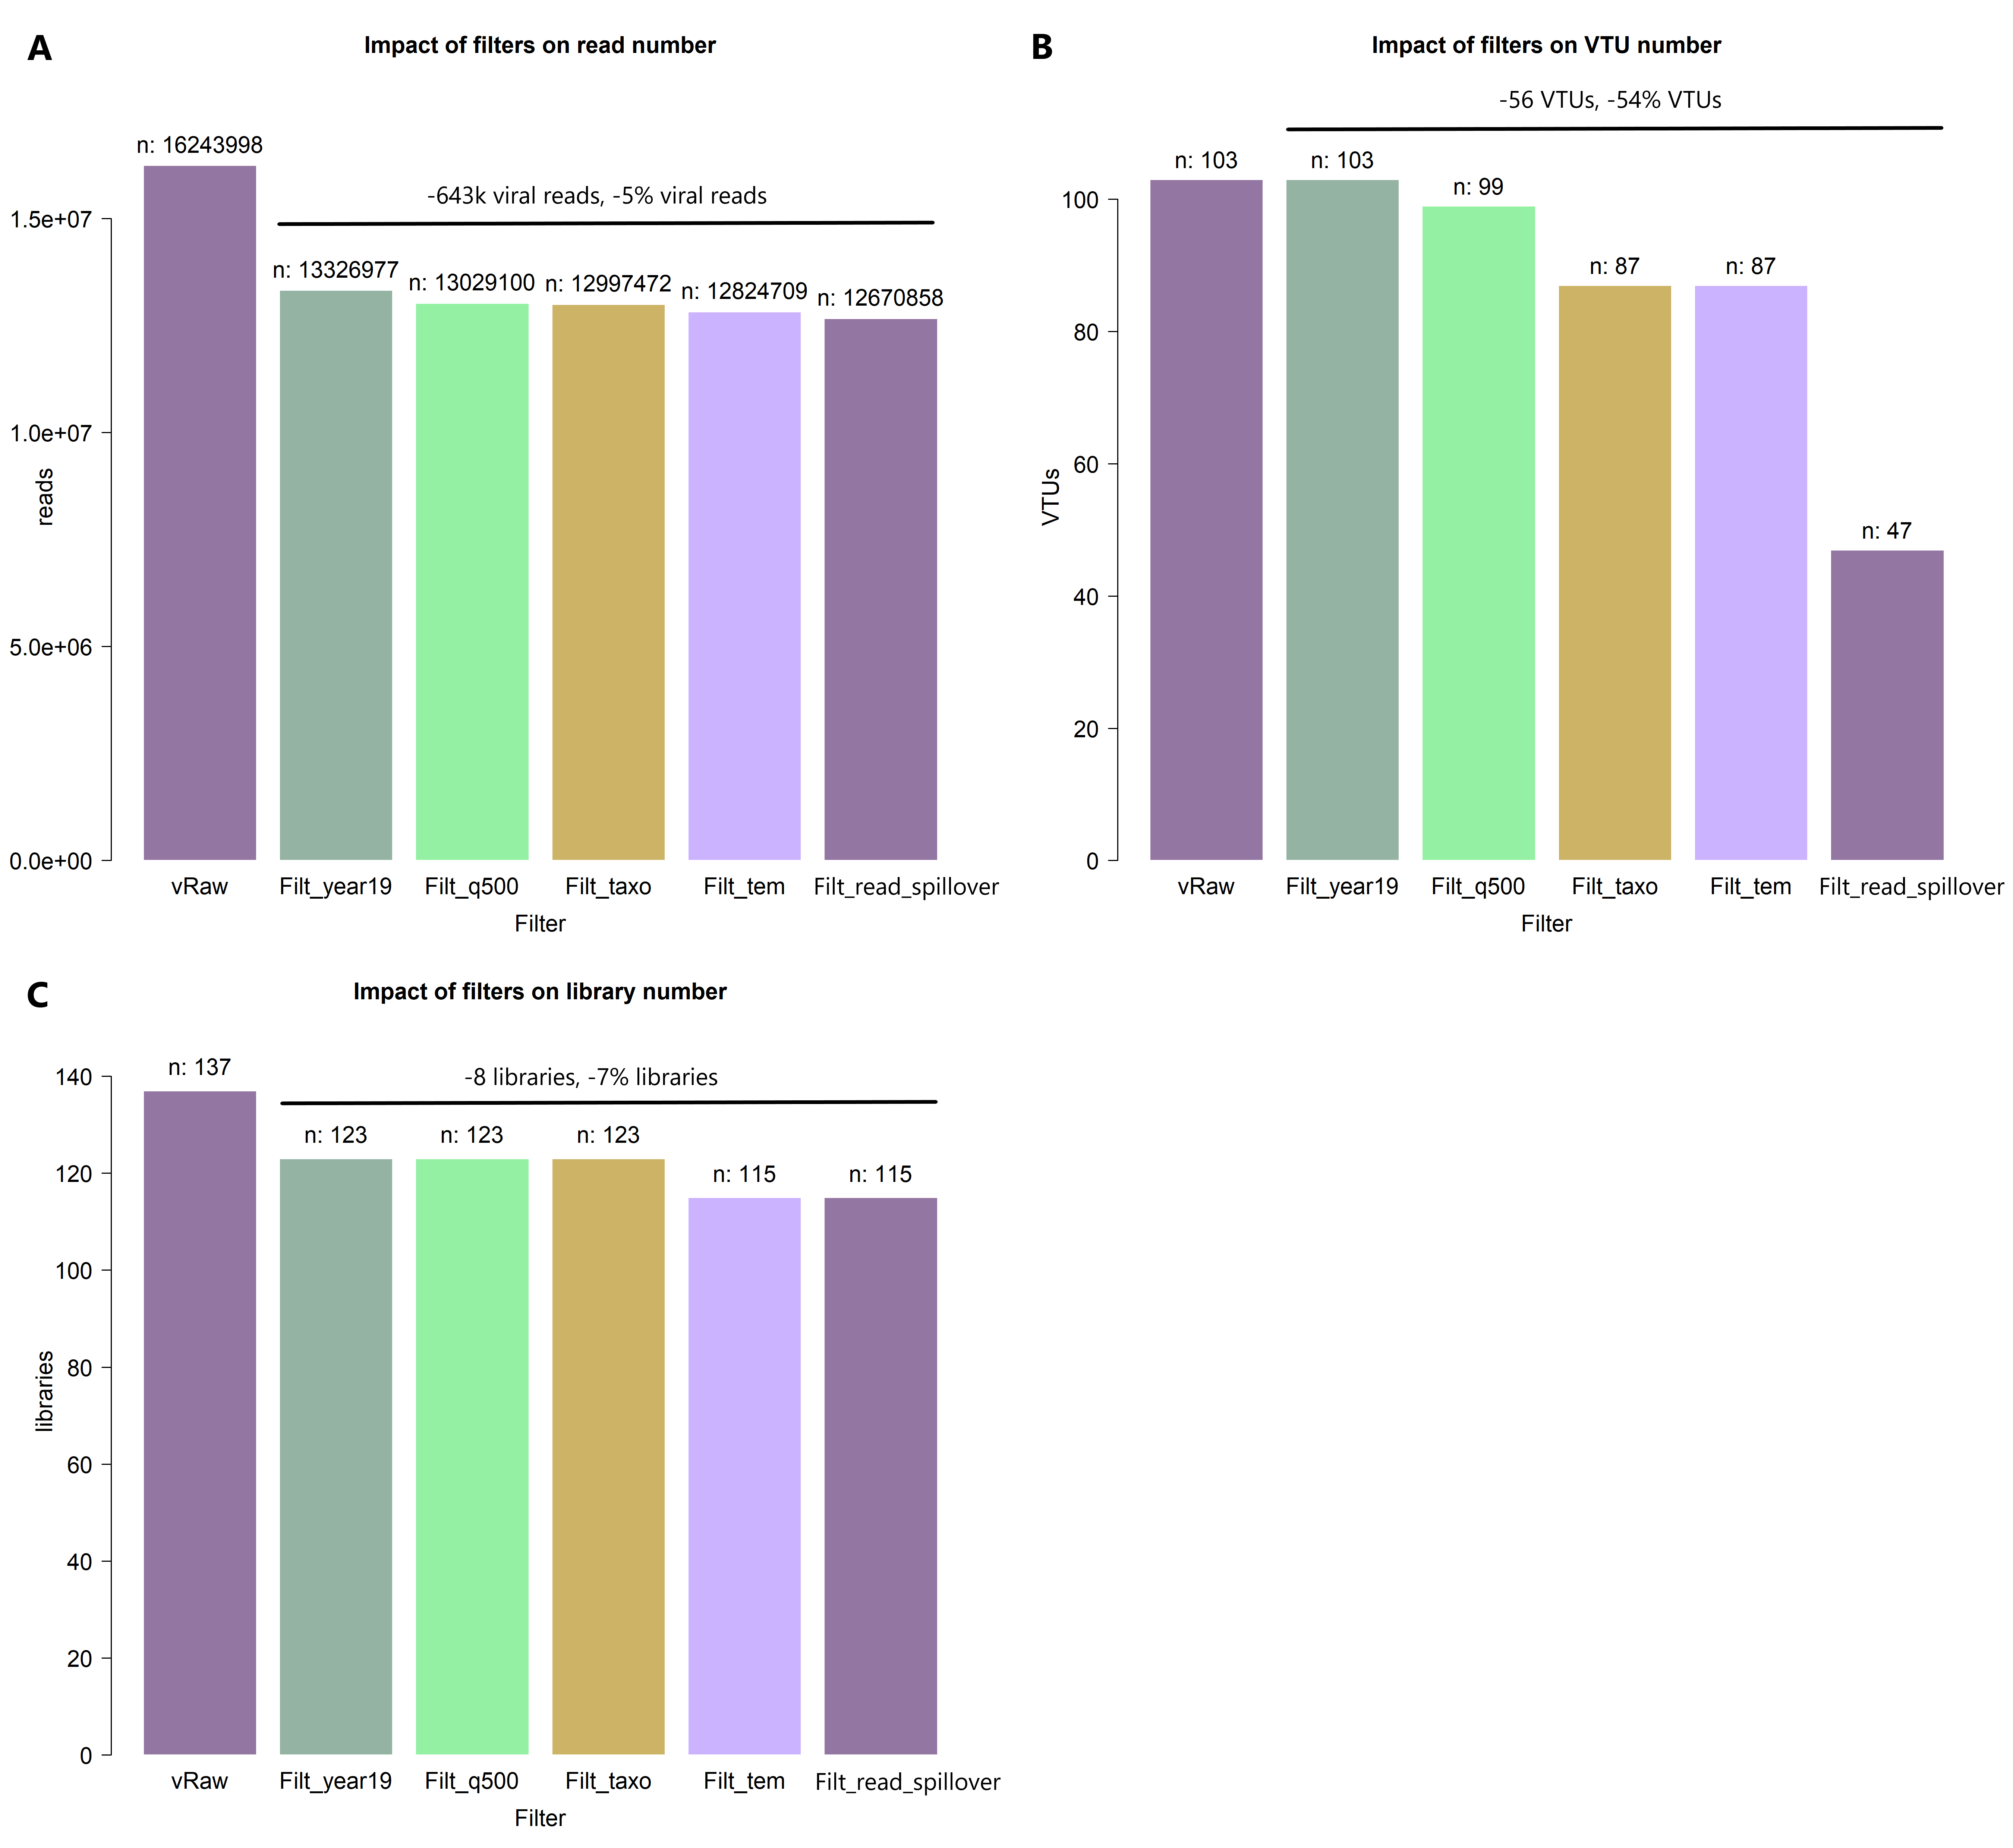 A
Impact of filters on read number
n: 16243998
-643k viral reads, -5% viral reads
n: 13326977
n: 13029100
n: 12997472
n: 12824709
n: 12670858
1.5e+07
1.0e+07
5.0e+06
0.0e+00
reads
vRaw
Filt_year19
Filt_q500
Filt_taxo
Filt_tem
Filt_read_spillover
Filter
B
Impact of filters on VTU number
-56 VTUs, -54% VTUs
n: 103
n: 103
n: 99
n: 87
n: 87
n: 47
100
80
60
40
20
0
VTUs
vRaw
Filt_year19
Filt_q500
Filt_taxo
Filt_tem
Filt_read_spillover
Filter
C
Impact of filters on library number
n: 137
-8 libraries, -7% libraries
n: 123
n: 123
n: 123
n: 115
n: 115
140
120
100
80
60
40
20
0
libraries
vRaw
Filt_year19
Filt_q500
Filt_taxo
Filt_tem
Filt_read_spillover
Filter